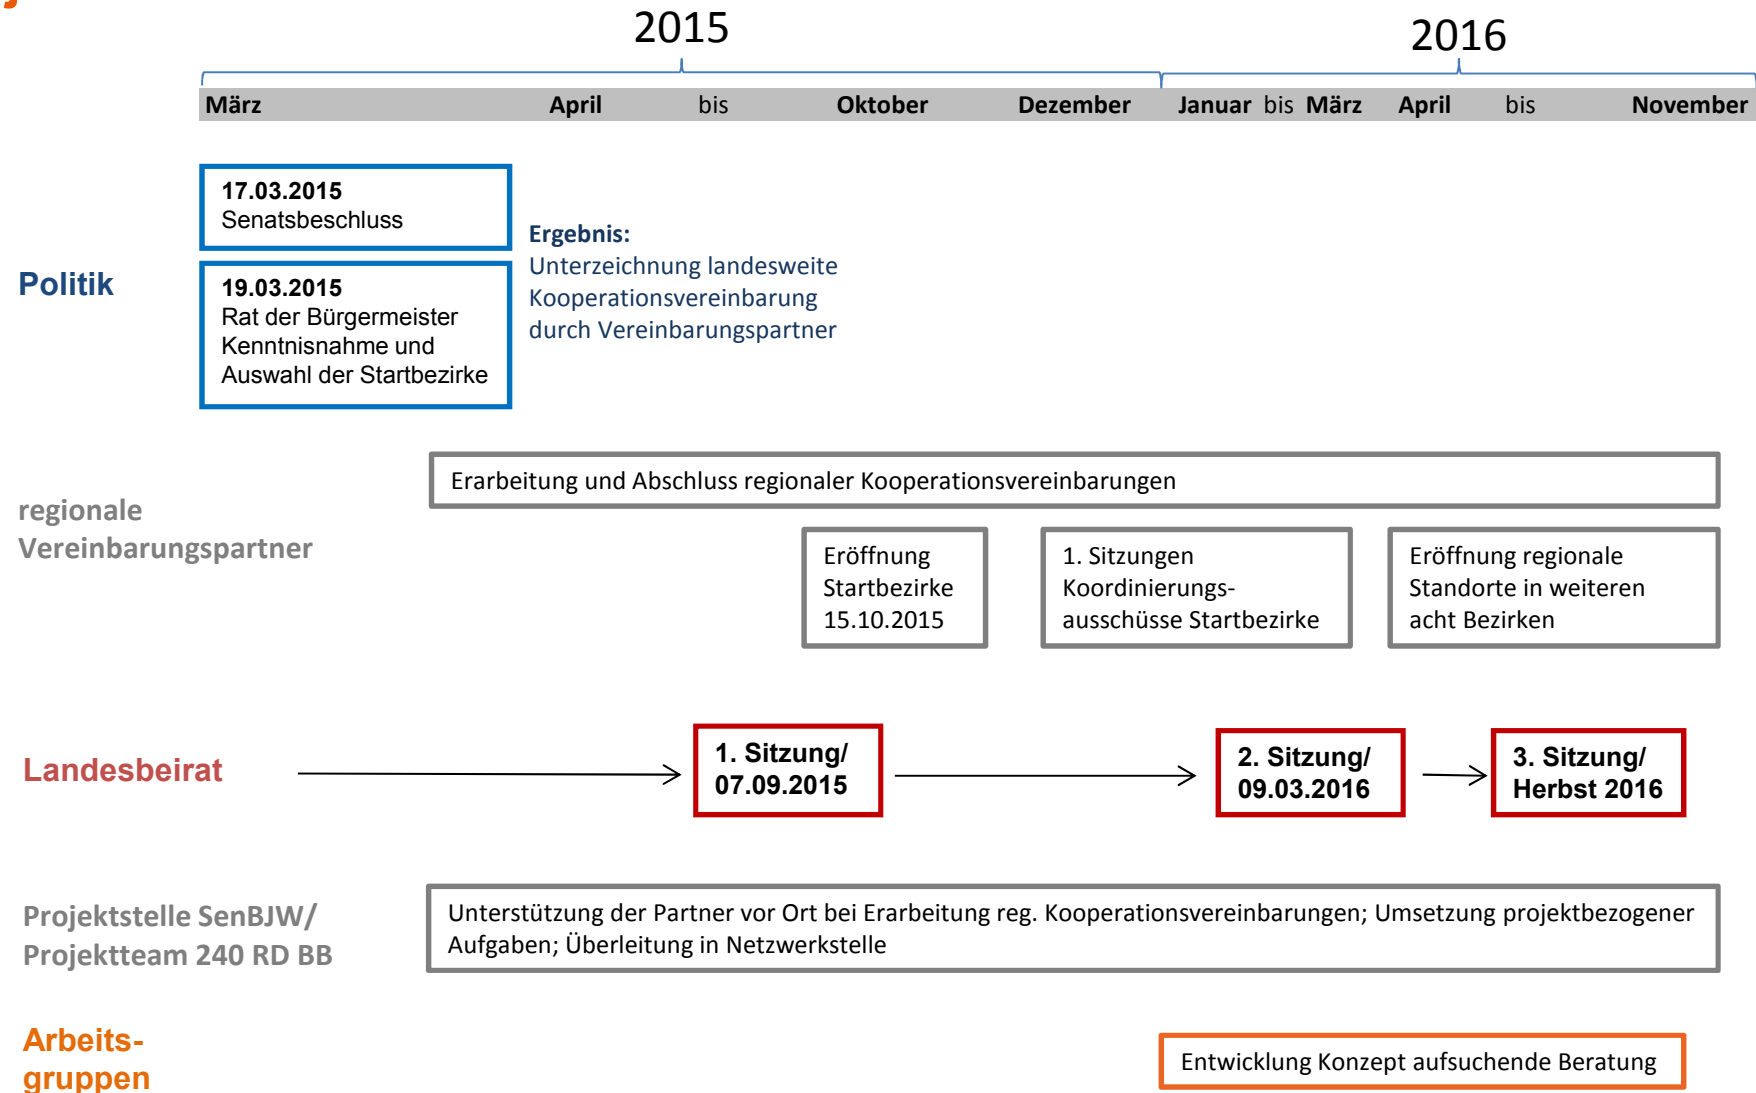 2015
2016
März April bis Oktober Dezember Januar bis März April bis November
Politik
17.03.2015
Senatsbeschluss
19.03.2015
Rat der Bürgermeister
Kenntnisnahme und
Auswahl der Startbezirke
Ergebnis:
Unterzeichnung landesweite
Kooperationsvereinbarung
durch Vereinbarungspartner
regionale
Vereinbarungspartner
Erarbeitung und Abschluss regionaler Kooperationsvereinbarungen
Eröffnung
Startbezirke
15.10.2015
1. Sitzungen
Koordinierungs-
ausschüsse Startbezirke
Eröffnung regionale
Standorte in weiteren
acht Bezirken
Landesbeirat
1. Sitzung/
07.09.2015
2. Sitzung/
09.03.2016
3. Sitzung/
Herbst 2016
Projektstelle SenBJW/
Projektteam 240 RD BB
Unterstützung der Partner vor Ort bei Erarbeitung reg. Kooperationsvereinbarungen; Umsetzung projektbezogener
Aufgaben; Überleitung in Netzwerkstelle
Arbeits-
gruppen
Entwicklung Konzept aufsuchende Beratung